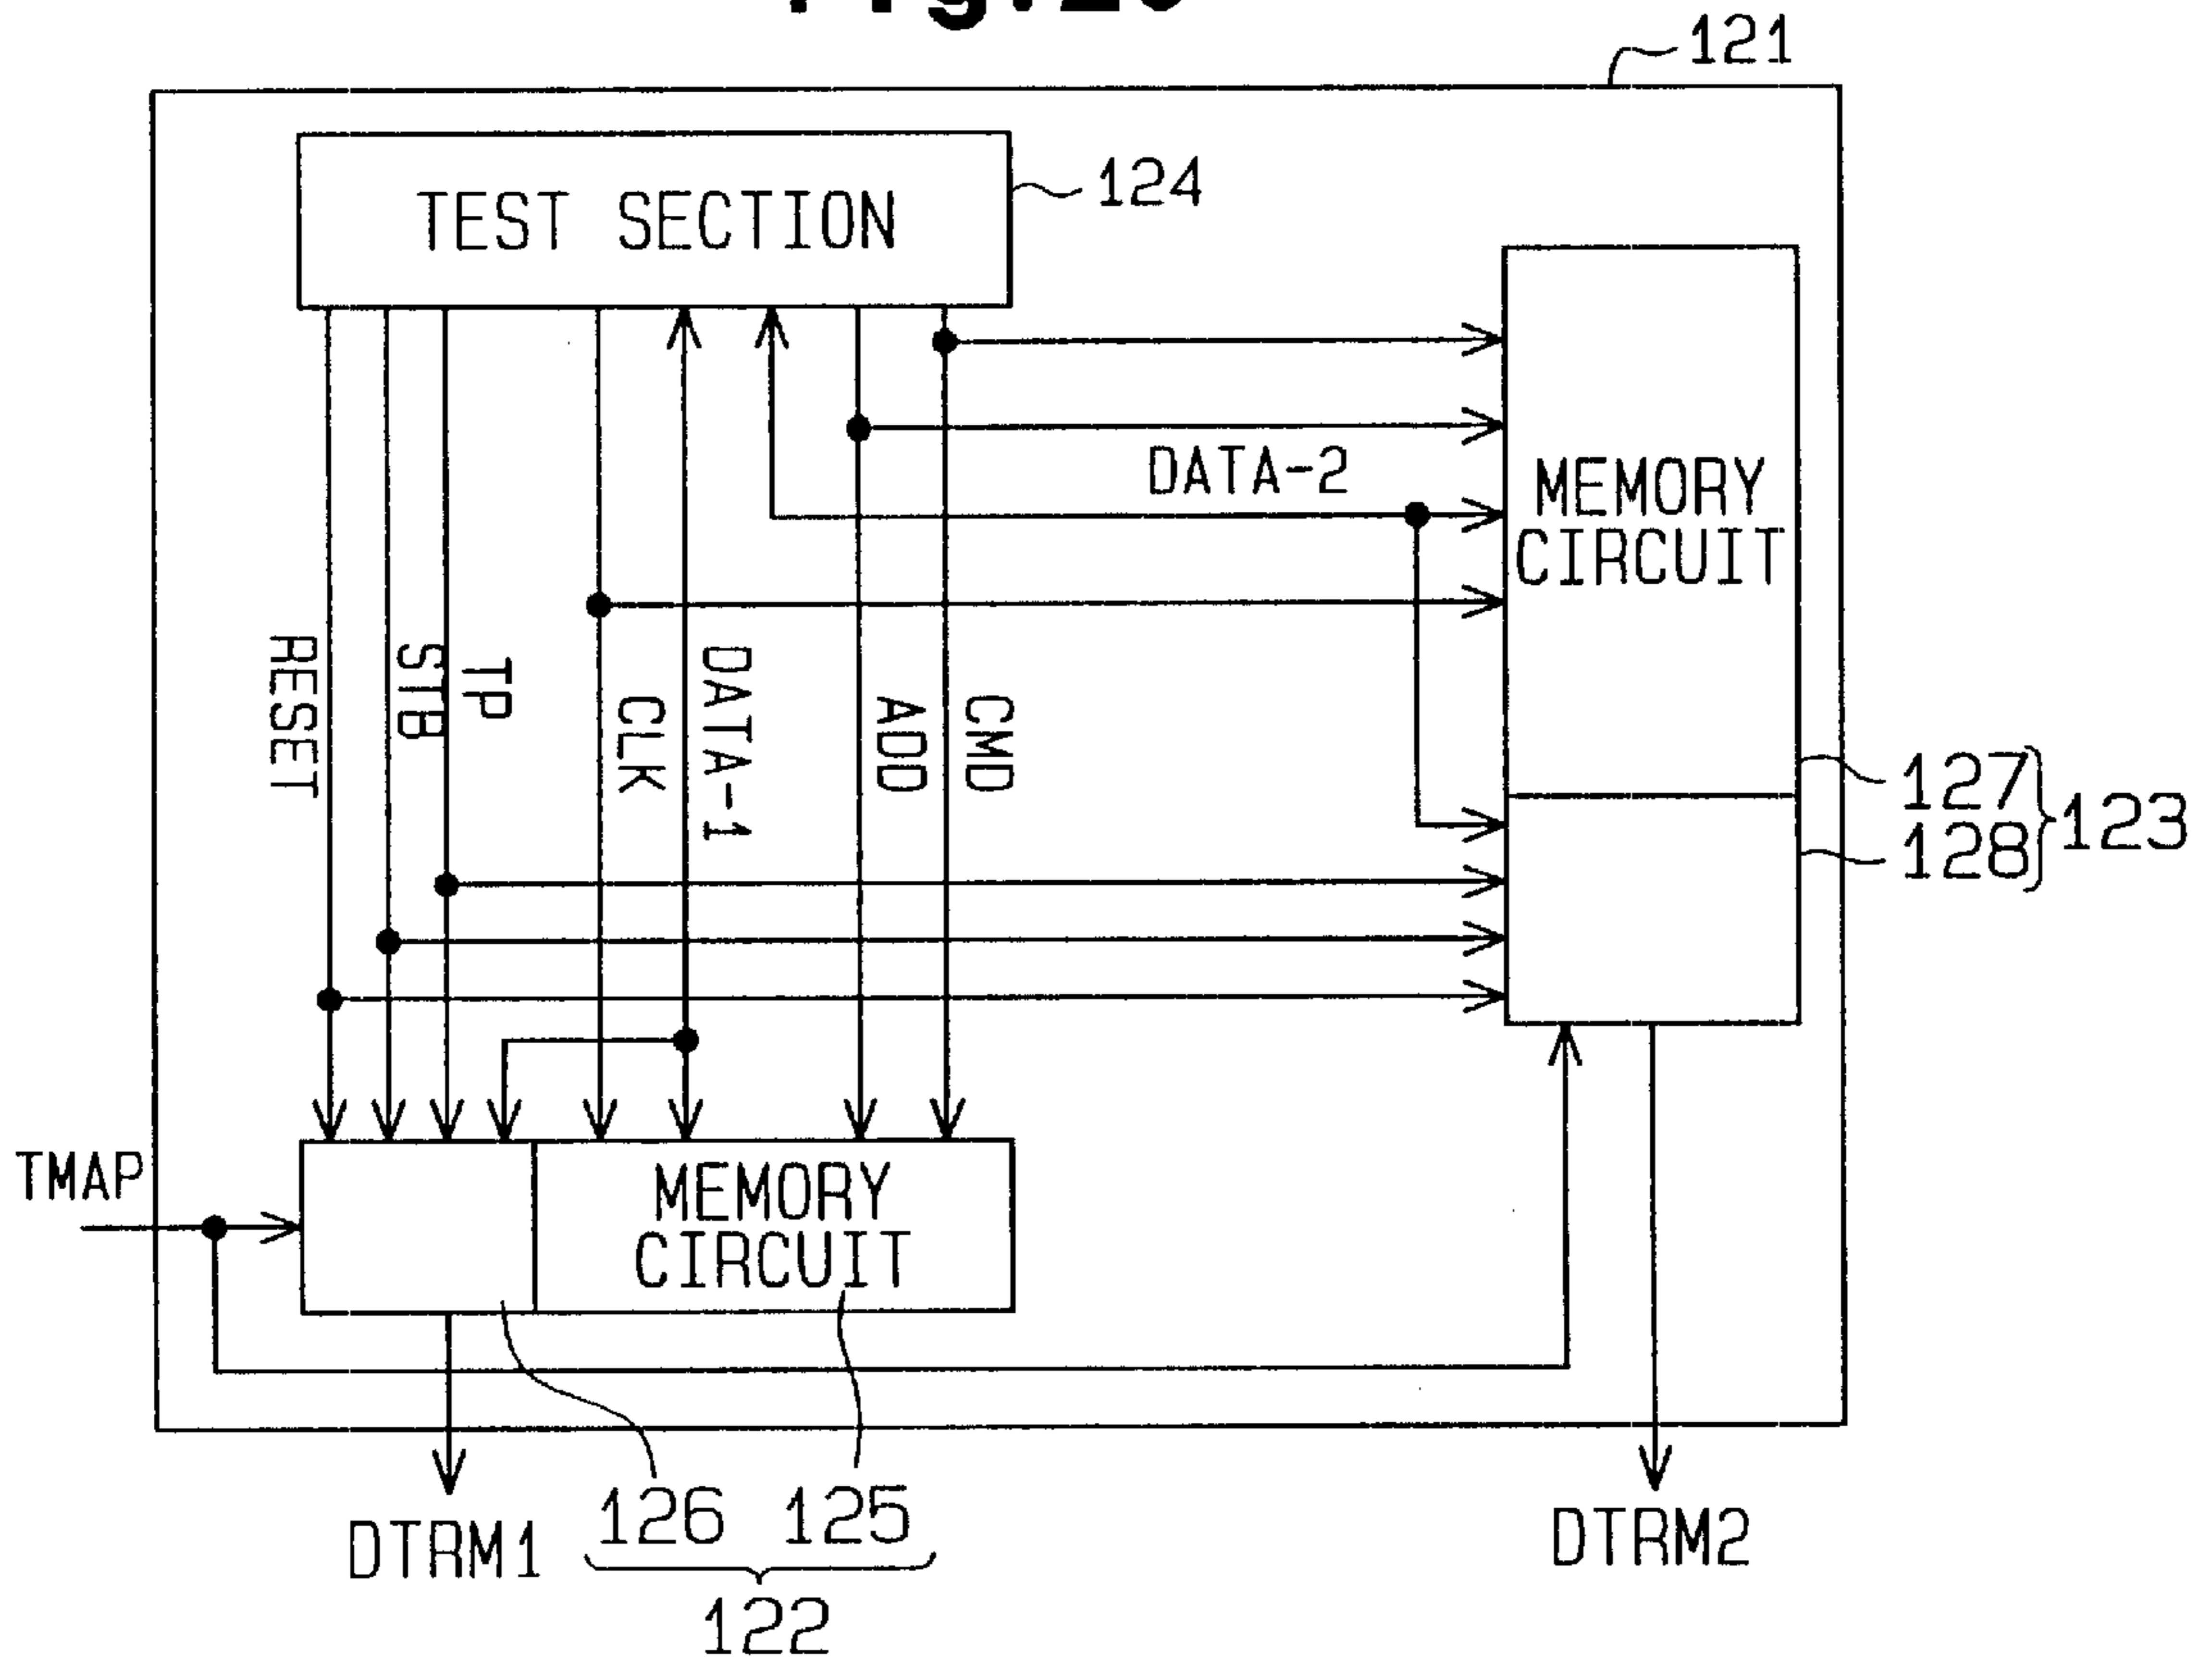 121
TEST SECTION
124
MEMORY
CIRCUIT
DATA-2
RESET
STB
TP
CLK
DATA-1
ADD
CMD
127
128
123
TMAP
MEMORY
CIRCUIT
126
125
122
DTRM1
DTRM2